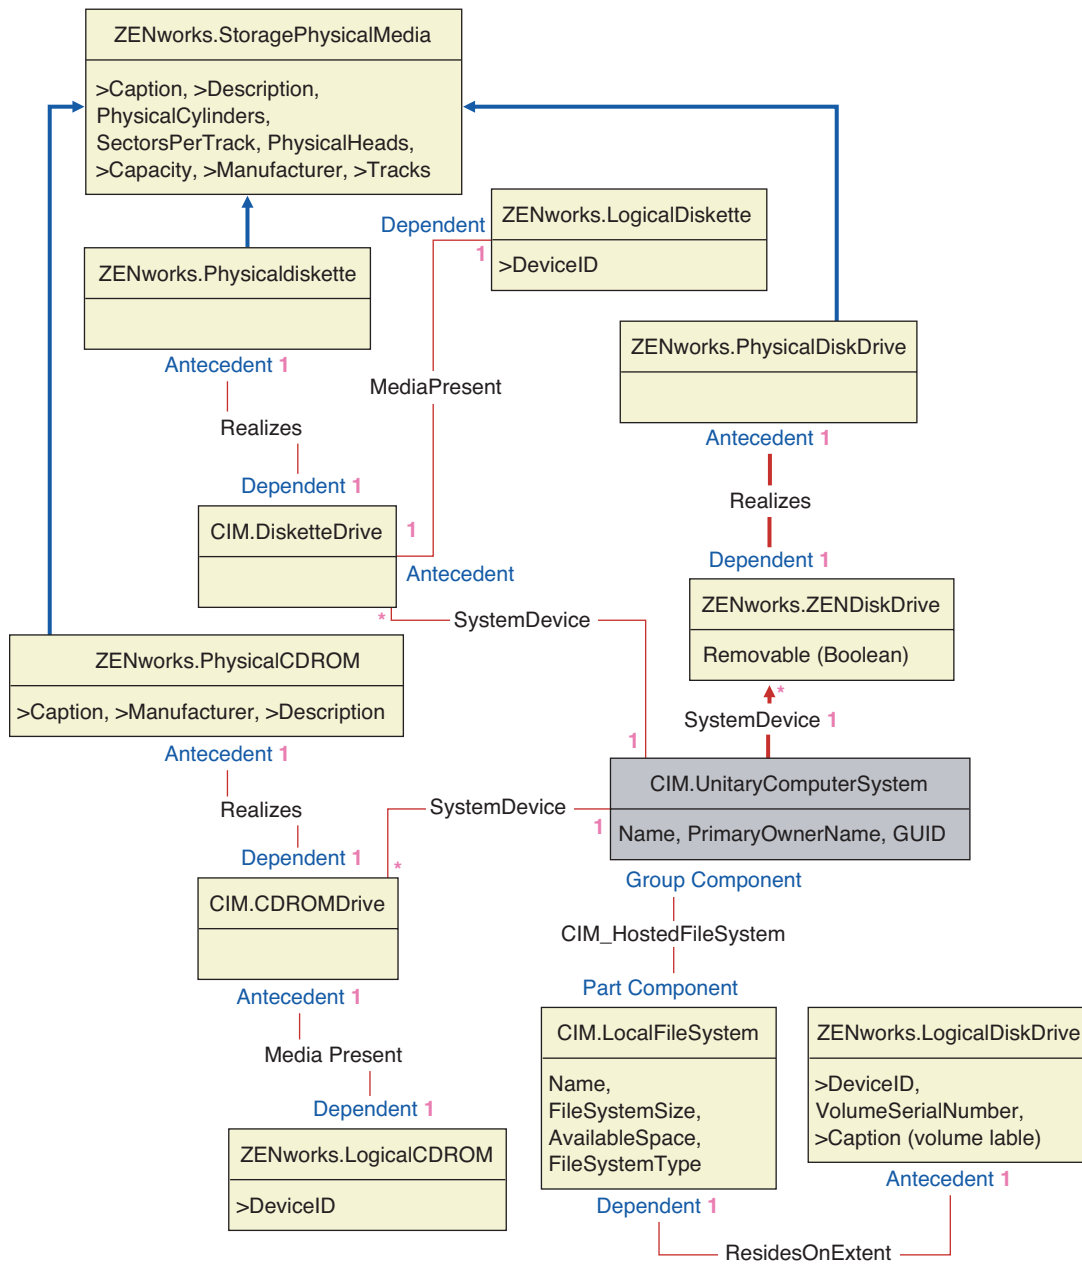 ZENworks.StoragePhysicalMedia
>Caption, >Description,
PhysicalCylinders,
SectorsPerTrack, PhysicalHeads,
>Capacity, >Manufacturer, >Tracks
Dependent
1
ZENworks.LogicalDiskette
>DeviceID
ZENworks.Physicaldiskette
Antecedent 1
Realizes
Dependent 1
MediaPresent
ZENworks.PhysicalDiskDrive
Antecedent 1
Realizes
Dependent 1
CIM.DisketteDrive
1
Antecedent
*
SystemDevice
1
ZENworks.ZENDiskDrive
Removable (Boolean)
*
SystemDevice 1
ZENworks.PhysicalCDROM
>Caption, >Manufacturer, >Description
Antecedent 1
Realizes
Dependent 1
SystemDevice
1
*
CIM.UnitaryComputerSystem
Name, PrimaryOwnerName, GUID
Group Component
CIM_HostedFileSystem
Part Component
CIM.CDROMDrive
Antecedent 1
Media Present
Dependent 1
ZENworks.LogicalCDROM
>DeviceID
CIM.LocalFileSystem
Name,
FileSystemSize,
AvailableSpace,
FileSystemType
Dependent 1
ZENworks.LogicalDiskDrive
>DeviceID,
VolumeSerialNumber,
>Caption (volume lable)
Antecedent 1
ResidesOnExtent